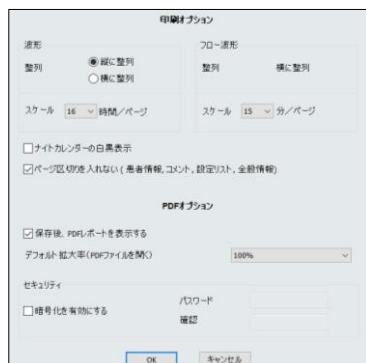 印刷オプション
波形
整列
縦に整列
横に整列
スケール 16 時間/ページ
フロー波形
整列 横に整列
スケール 15 分/ページ
ナイトカレンダーの白黒表示
ページ区切りを入れない(患者情報,コメント,設定リスト,全般情報)
PDFオプション
保存後、PDFレポートを表示する
デフォルト拡大率(PDFファイルを開く) 100%
セキュリティ
暗号化を有効にする
パスワード
確認
OK キャンセル